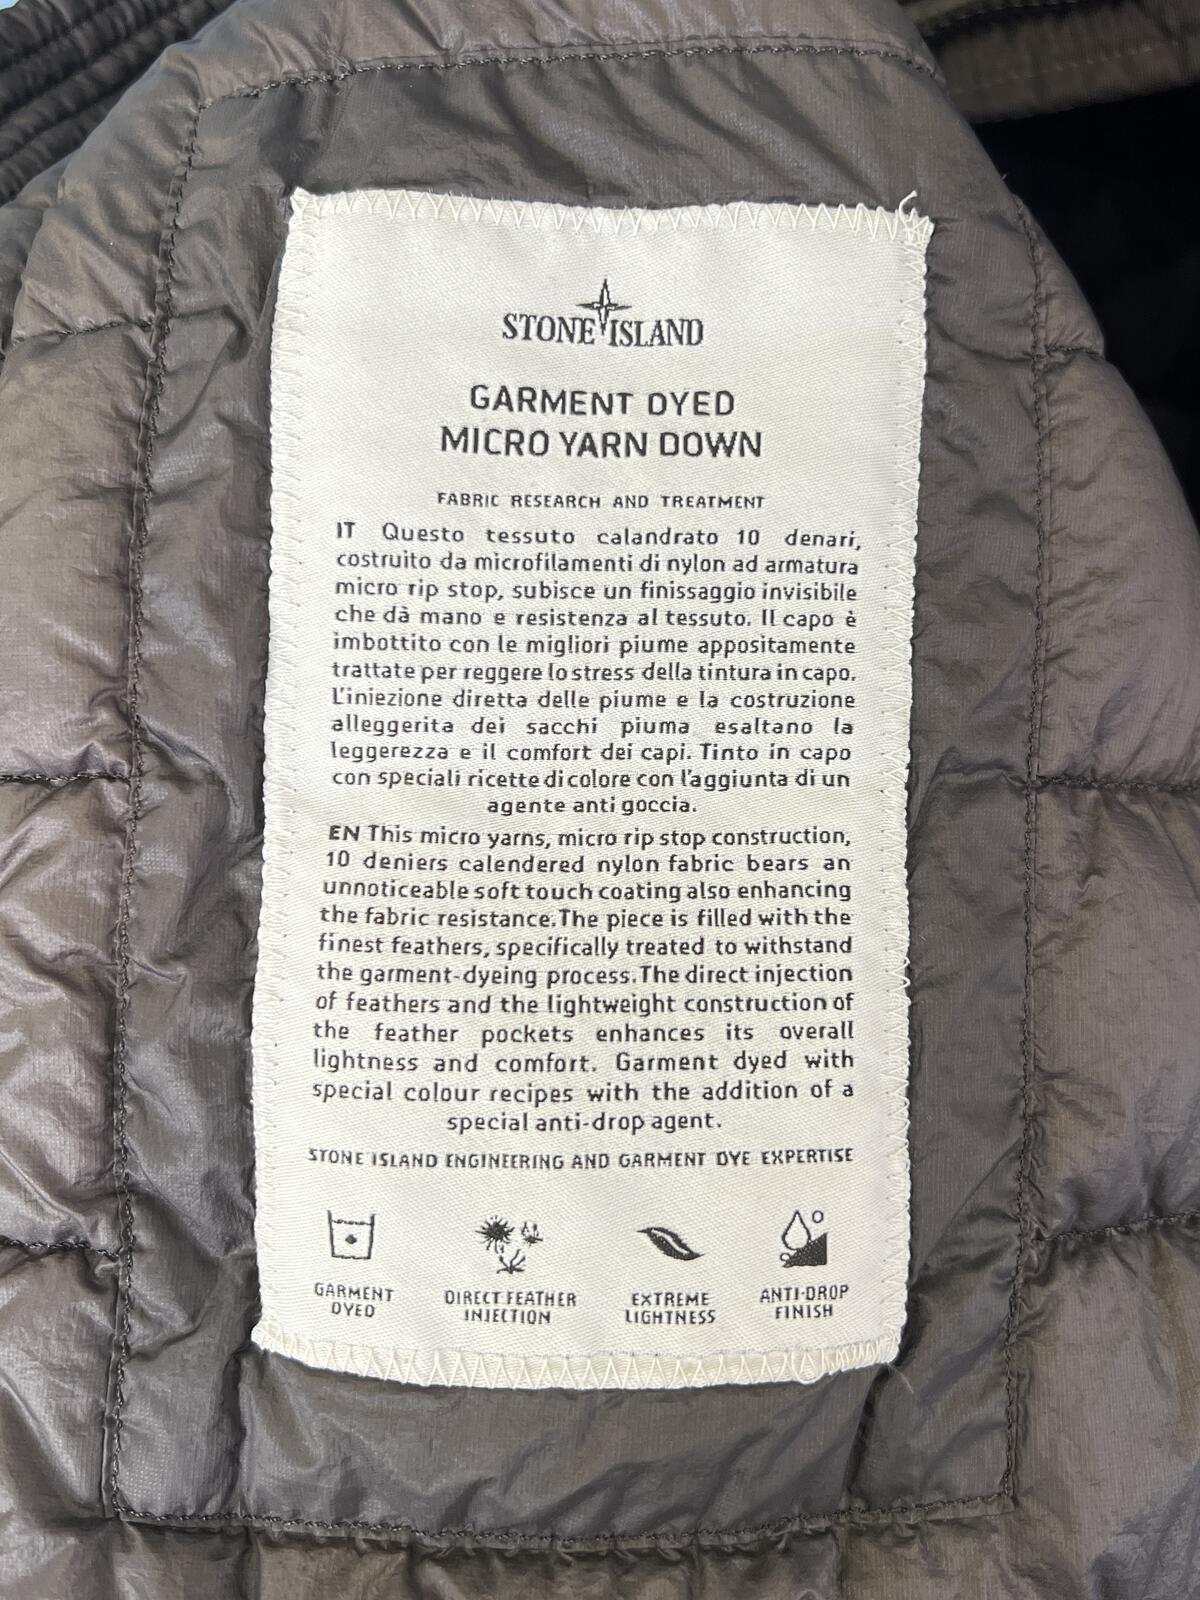 STONE ISLAND
GARMENT DYED
MICRO YARN DOWN
FABRIC RESEARCH AND TREATMENT
IT Questo tessuto calandrato 10 denari,
costruito da microfilamenti di nylon ad armatura
micro rip stop, subisce un finissaggio invisibile
che dà mano e resistenza al tessuto. Il capo è
imbottito con le migliori piume appositamente
trattate per reggere lo stress della tintura in capo.
L'iniezione diretta delle piume e la costruzione
alleggerita dei sacchi piuma esaltano la
leggerezza e il comfort dei capi. Tinto in capo
con speciali ricette di colore con l'aggiunta di un
agente anti goccia.
EN This micro yarns, micro rip stop construction,
10 deniers calendered nylon fabric bears an
unnoticeable soft touch coating also enhancing
the fabric resistance.The piece is filled with the
finest feathers, specifically treated to withstand
the garment-dyeing process.The direct injection
of feathers and the lightweight construction of
the feather pockets enhances its overall
lightness and comfort. Garment dyed with
special colour recipes with the addition of a
special anti-drop agent.
STONE ISLAND ENGINEERING AND GARMENT DYE EXPERTISE
GARMENT
DYED
DIRECT FEATHER
INJECTION
EXTREME
LIGHTNESS
ANTI-DROP
FINISH